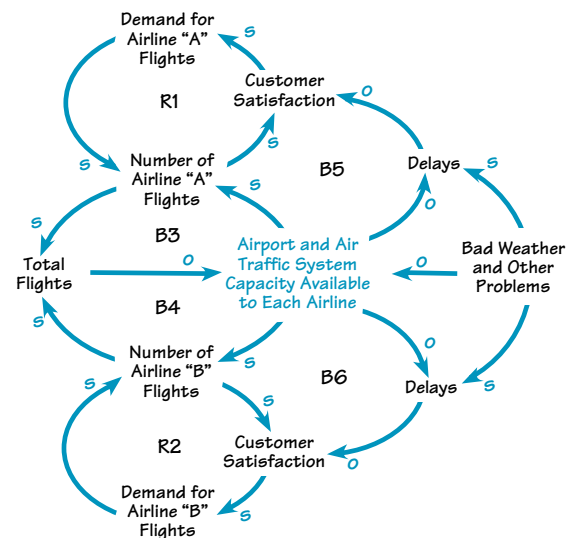 Demand for
Airline “A”
Flights
s
Customer
Satisfaction
o
R1
s
s
Number of
Airline “A”
Flights
B5
Delays
s
s
o
s
B3
Airport and Air
Traffic System
Capacity Available
to Each Airline
Total
Flights
o
o
Bad Weather
and Other
Problems
B4
s
o
Number of
Airline “B”
Flights
s
s
B6
Delays
s
s
R2
Customer
Satisfaction
o
Demand for
Airline “B”
Flights
s